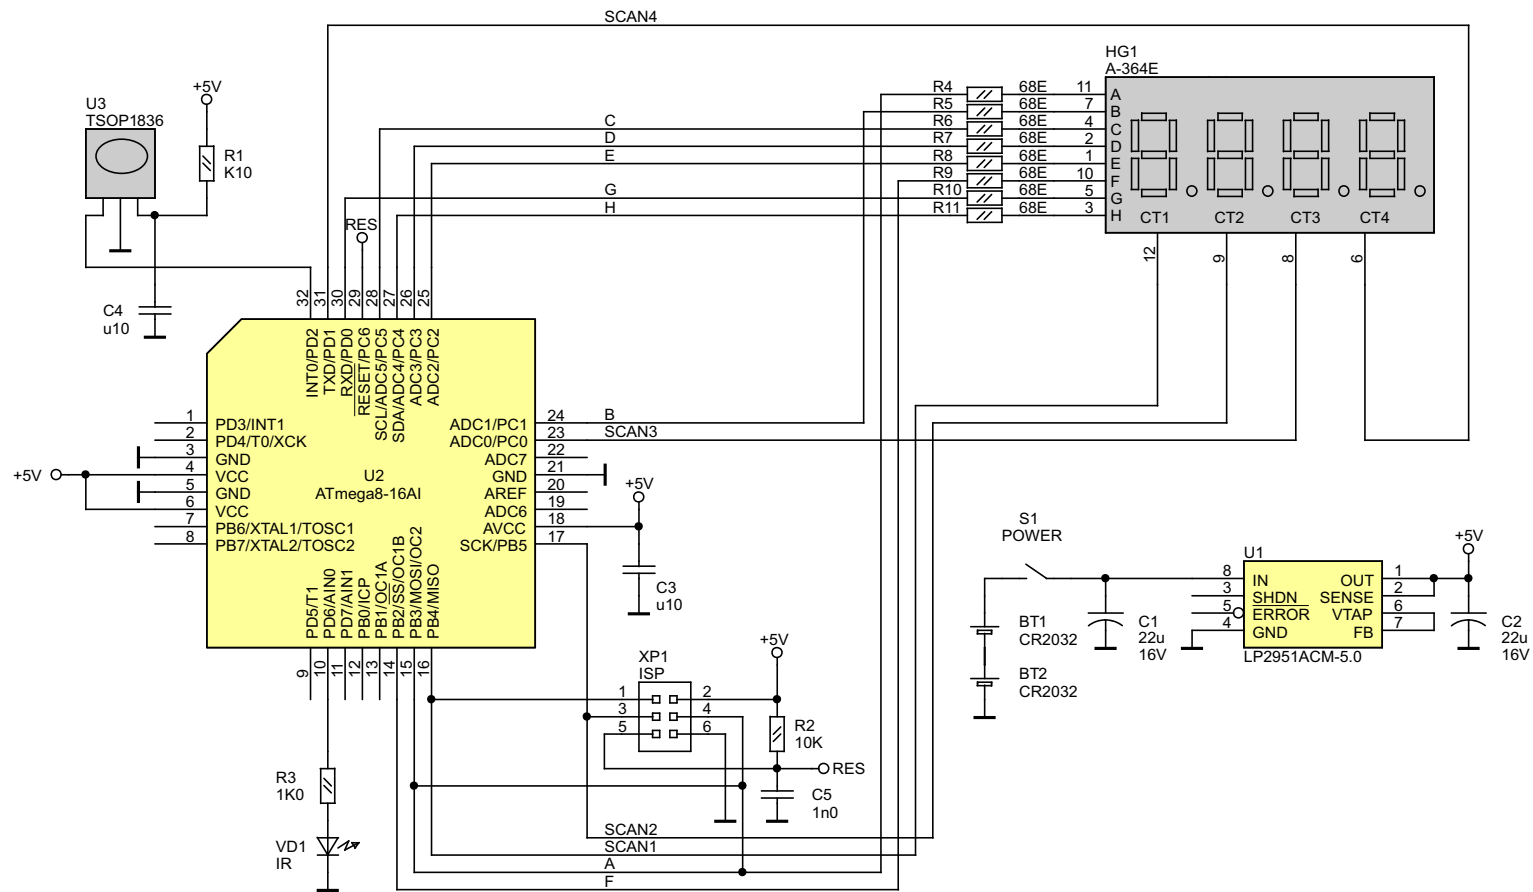 SCAN4
HG1
A-364E
U3
TSOP1836
+5V
R1
K10
C4
u10
R4 68E 11 A
R5 68E 7 B
C R6 68E 4 C
D R7 68E 2 D
E R8 68E 1 E
R9 68E 10 F
G R10 68E 5 G
H R11 68E 3 H
CT1 CT2 CT3 CT4
12 9 8 6
RES
32 31 30 29 28 27 26 25
INT0/PD2
TXD/PD1
RXD/PD0
RESET/PC6
SCL/ADC5/PC5
SDA/ADC4/PC4
ADC3/PC3
ADC2/PC2
1 PD3/INT1
2 PD4/T0/XCK
3 GND
+5V 4 VCC
5 GND
6 VCC
7 PB6/XTAL1/TOSC1
8 PB7/XTAL2/TOSC2
U2
ATmega8-16AI
ADC1/PC1 24 B
ADC0/PC0 23 SCAN3
ADC7 22
GND 21
AREF 20
ADC6 19
AVCC 18
SCK/PB5 17
+5V
C3
u10
PD5/T1
PD6/AIN0
PD7/AIN1
PB0/ICP
PB1/OC1A
PB2/SS/OC1B
PB3/MOSI/OC2
PB4/MISO
9 10 11 12 13 14 15 16
S1
POWER
BT1
CR2032
BT2
CR2032
C1
22u
16V
U1
8 IN OUT 1
3 SHDN SENSE 2
5 ERROR VTAP 6
4 GND FB 7
LP2951ACM-5.0
+5V
C2
22u
16V
XP1
ISP
1 2
3 4
5 6
+5V
R2
10K
RES
C5
1n0
R3
1K0
VD1
IR
SCAN2
SCAN1
A
F